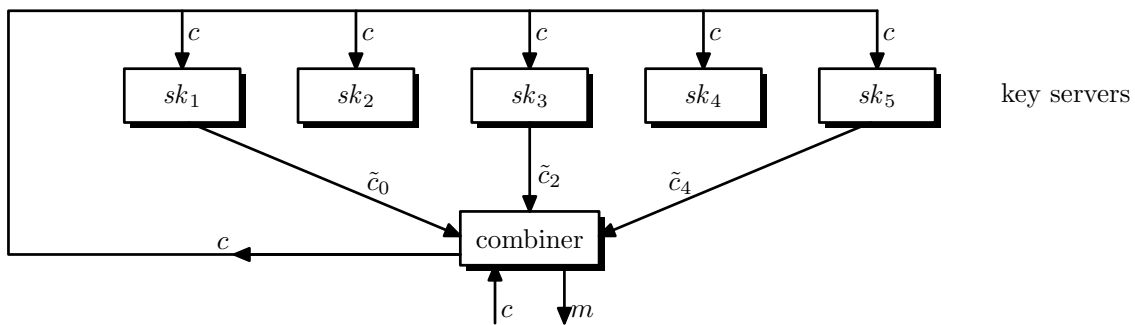 c c c c c
sk₁ sk₂ sk₃ sk₄ sk₅ key servers
c̃₀ c̃₂ c̃₄
combiner
c
c m